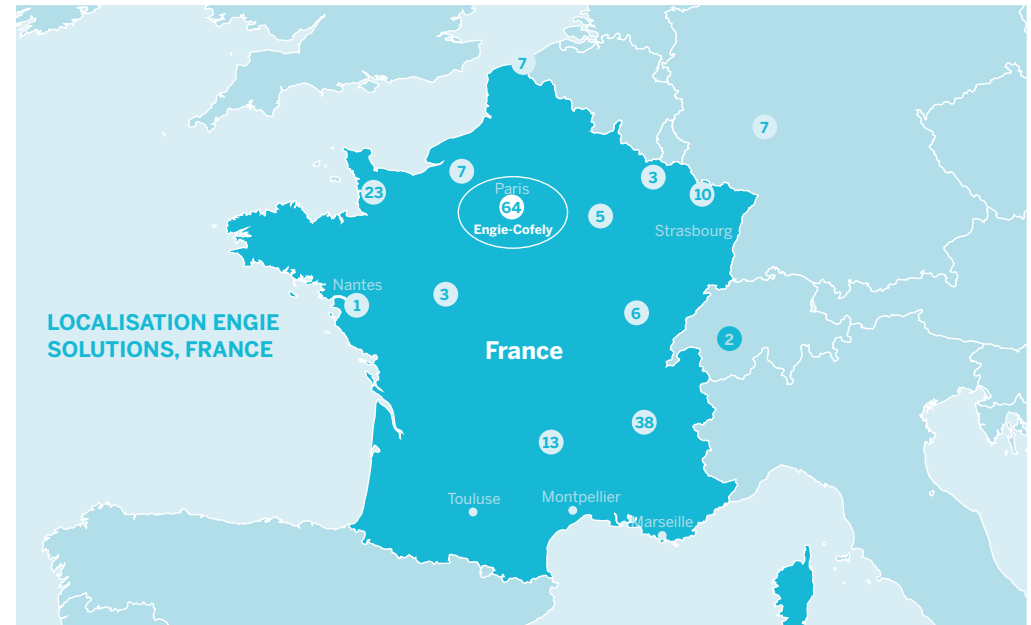 7
7
7
3
23
Paris
10
64
5
Engie-Cofely
Strasbourg
Nantes
3
1
6
LOCALISATION ENGIE
SOLUTIONS, FRANCE
2
France
38
13
Touluse
Montpellier
Marseille